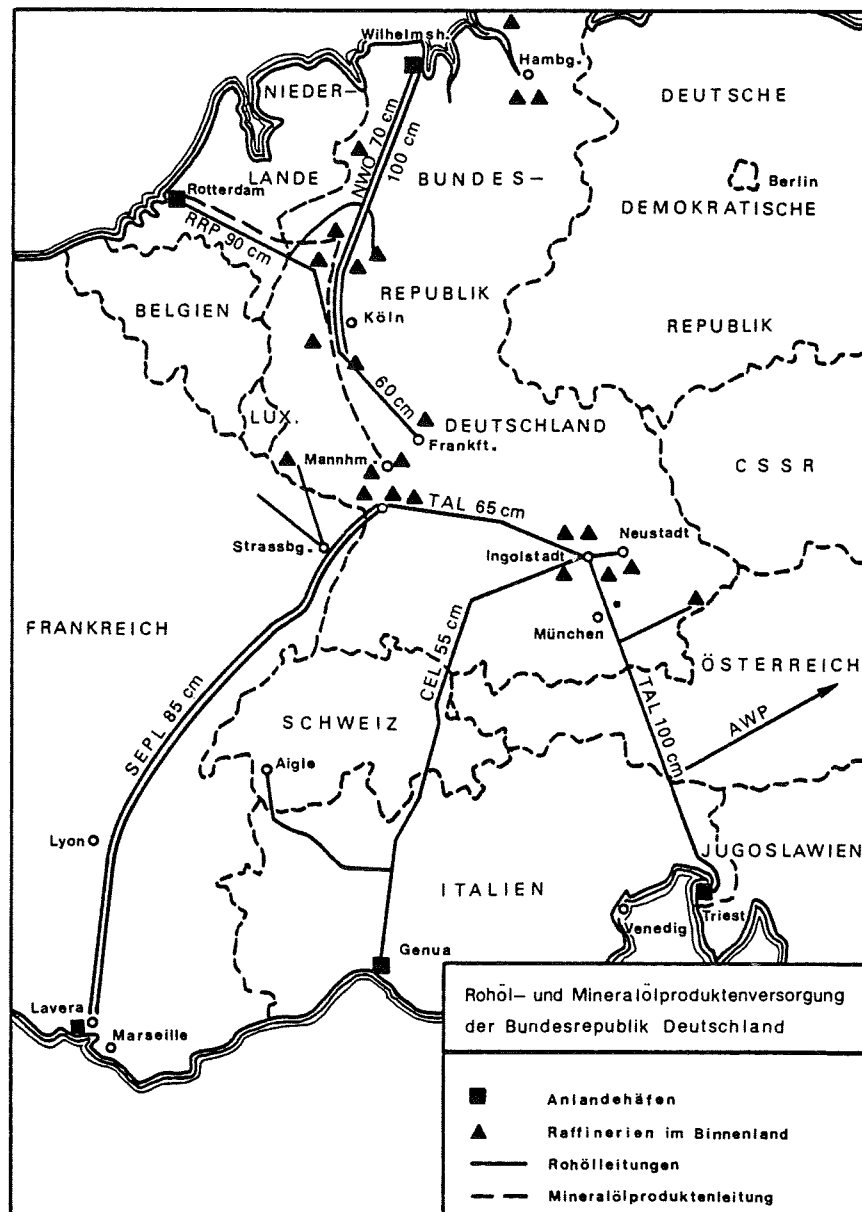 Wilhelmsh.
Hambg.
NIEDER-
DEUTSCHE
NWO 70 cm
100 cm
LANDE
BUNDES-
Berlin
Rotterdam
DEMOKRATISCHE
RRP 90 cm
REPUBLIK
BELGIEN
Köln
REPUBLIK
60 cm
LUX.
DEUTSCHLAND
Frankft.
Mannhm.
CSSR
TAL 65 cm
Strassbg.
Ingolstadt
Neustadt
FRANKREICH
München
CEL 55 cm
ÖSTERREICH
TAL 100 cm
AWP
SEPL 85 cm
SCHWEIZ
Aigle
Lyon
JUGOSLAWIEN
ITALIEN
Venedig
Triest
Genua
Lavera
Marseille
Rohöl- und Mineralölproduktenversorgung
der Bundesrepublik Deutschland
Anlandehäfen
Raffinerien im Binnenland
Rohölleitungen
Mineralölproduktenleitung